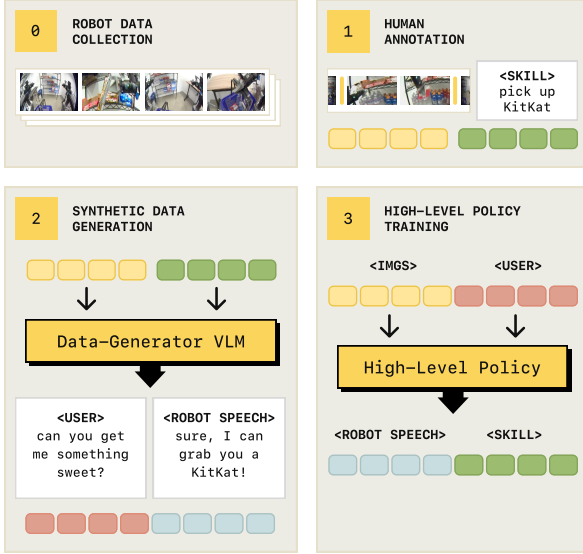 0
ROBOT DATA
COLLECTION
1
HUMAN
ANNOTATION
<SKILL>
pick up
KitKat
2
SYNTHETIC DATA
GENERATION
Data-Generator VLM
<USER>
can you get
me something
sweet?
<ROBOT SPEECH>
sure, I can
grab you a
KitKat!
3
HIGH-LEVEL POLICY
TRAINING
<IMGS>
<USER>
High-Level Policy
<ROBOT SPEECH>
<SKILL>